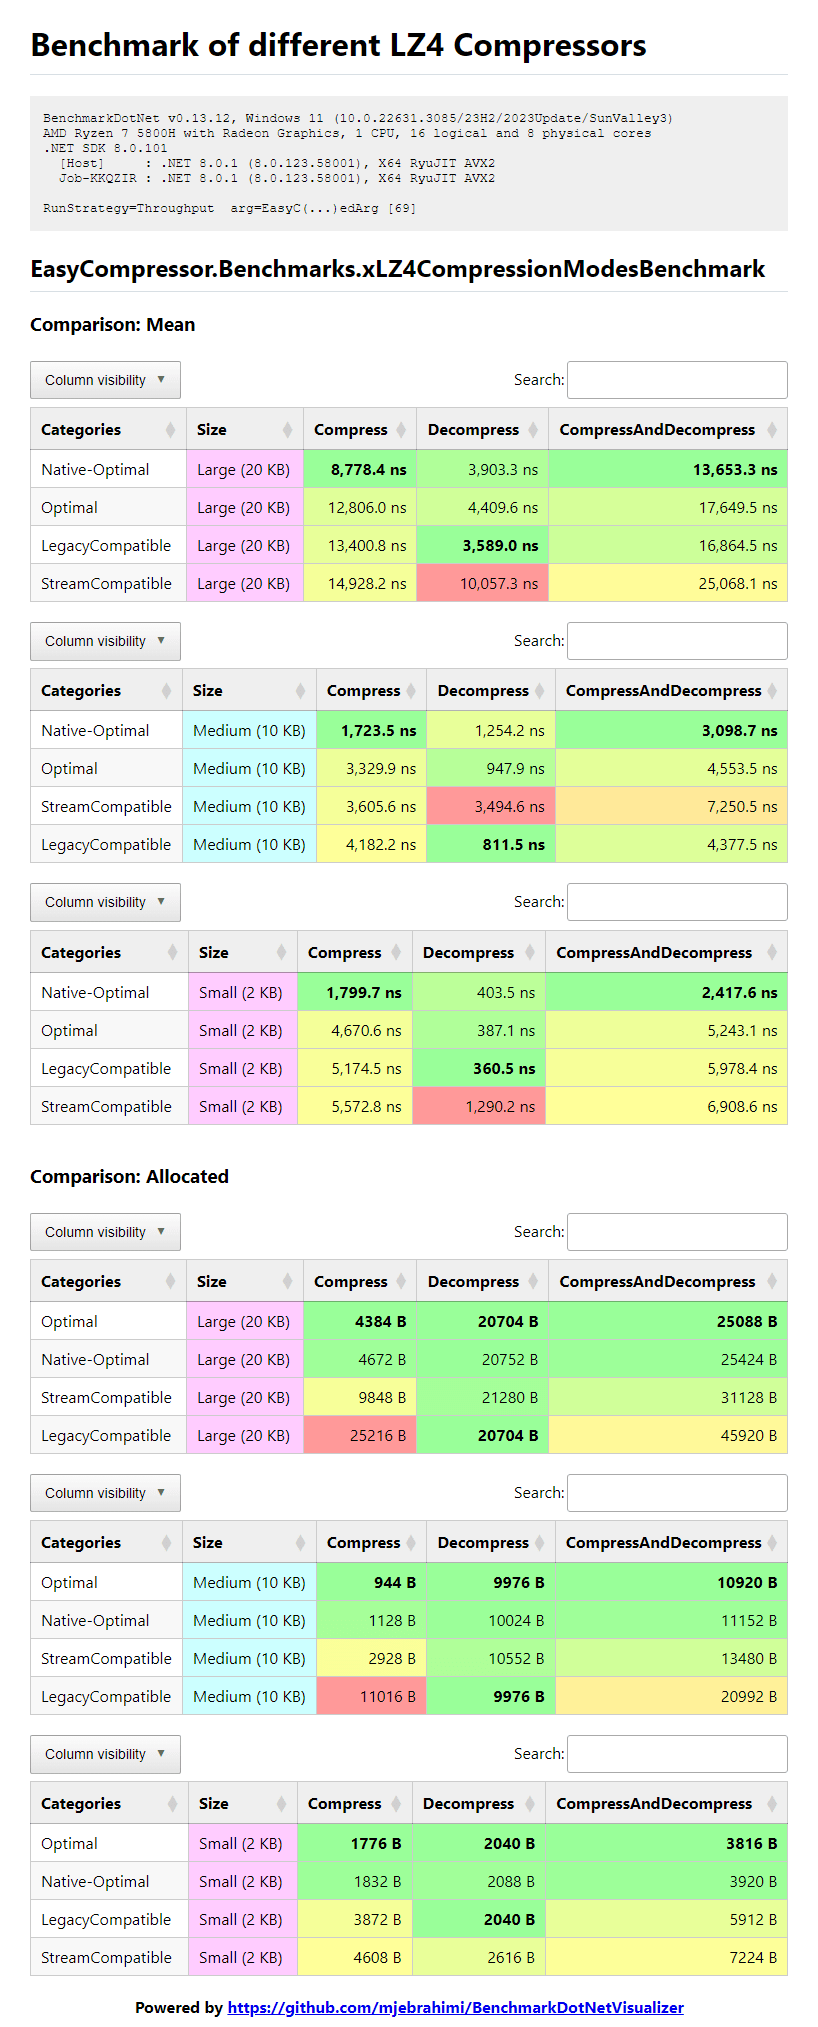 Benchmark of different LZ4 Compressors
BenchmarkDotNet v0.13.12, Windows 11 (10.0.22631.3085/23H2/2023Update/SunValley3)
AMD Ryzen 7 5800H with Radeon Graphics, 1 CPU, 16 logical and 8 physical cores
.NET SDK 8.0.101
[Host] : .NET 8.0.1 (8.0.123.58001), X64 RyuJIT AVX2
Job-KKQZIR : .NET 8.0.1 (8.0.123.58001), X64 RyuJIT AVX2
RunStrategy=Throughput arg=EasyC(...)edArg [69]
EasyCompressor.Benchmarks.xLZ4CompressionModesBenchmark
Comparison: Mean
Column visibility ▼ Search:
Categories Size Compress Decompress CompressAndDecompress
Native-Optimal Large (20 KB) 8,778.4 ns 3,903.3 ns 13,653.3 ns
Optimal Large (20 KB) 12,806.0 ns 4,409.6 ns 17,649.5 ns
LegacyCompatible Large (20 KB) 13,400.8 ns 3,589.0 ns 16,864.5 ns
StreamCompatible Large (20 KB) 14,928.2 ns 10,057.3 ns 25,068.1 ns
Column visibility ▼ Search:
Categories Size Compress Decompress CompressAndDecompress
Native-Optimal Medium (10 KB) 1,723.5 ns 1,254.2 ns 3,098.7 ns
Optimal Medium (10 KB) 3,329.9 ns 947.9 ns 4,553.5 ns
StreamCompatible Medium (10 KB) 3,605.6 ns 3,494.6 ns 7,250.5 ns
LegacyCompatible Medium (10 KB) 4,182.2 ns 811.5 ns 4,377.5 ns
Column visibility ▼ Search:
Categories Size Compress Decompress CompressAndDecompress
Native-Optimal Small (2 KB) 1,799.7 ns 403.5 ns 2,417.6 ns
Optimal Small (2 KB) 4,670.6 ns 387.1 ns 5,243.1 ns
LegacyCompatible Small (2 KB) 5,174.5 ns 360.5 ns 5,978.4 ns
StreamCompatible Small (2 KB) 5,572.8 ns 1,290.2 ns 6,908.6 ns
Comparison: Allocated
Column visibility ▼ Search:
Categories Size Compress Decompress CompressAndDecompress
Optimal Large (20 KB) 4384 B 20704 B 25088 B
Native-Optimal Large (20 KB) 4672 B 20752 B 25424 B
StreamCompatible Large (20 KB) 9848 B 21280 B 31128 B
LegacyCompatible Large (20 KB) 25216 B 20704 B 45920 B
Column visibility ▼ Search:
Categories Size Compress Decompress CompressAndDecompress
Optimal Medium (10 KB) 944 B 9976 B 10920 B
Native-Optimal Medium (10 KB) 1128 B 10024 B 11152 B
StreamCompatible Medium (10 KB) 2928 B 10552 B 13480 B
LegacyCompatible Medium (10 KB) 11016 B 9976 B 20992 B
Column visibility ▼ Search:
Categories Size Compress Decompress CompressAndDecompress
Optimal Small (2 KB) 1776 B 2040 B 3816 B
Native-Optimal Small (2 KB) 1832 B 2088 B 3920 B
LegacyCompatible Small (2 KB) 3872 B 2040 B 5912 B
StreamCompatible Small (2 KB) 4608 B 2616 B 7224 B
Powered by https://github.com/mjebrahimi/BenchmarkDotNetVisualizer